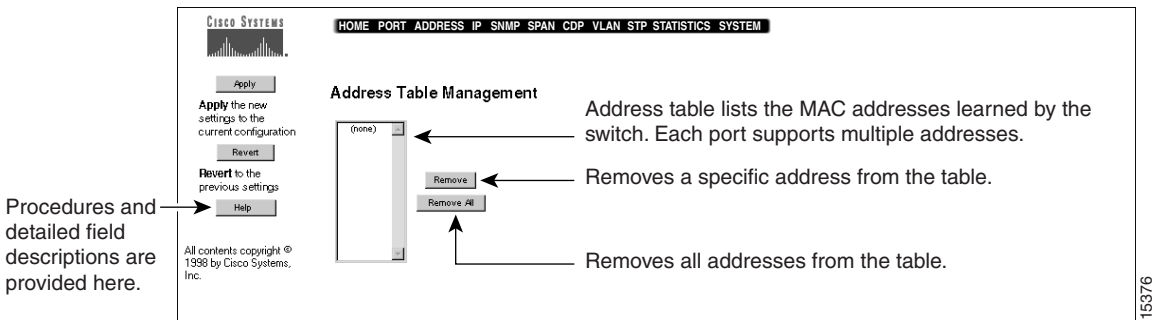 CISCO SYSTEMS
HOME PORT ADDRESS IP SNMP SPAN CDP VLAN STP STATISTICS SYSTEM
Apply
Apply the new
settings to the
current configuration
Revert
Revert to the
previous settings
Help
All contents copyright ©
1998 by Cisco Systems,
Inc.
Procedures and
detailed field
descriptions are
provided here.
Address Table Management
(none)
Remove
Remove All
Address table lists the MAC addresses learned by the
switch. Each port supports multiple addresses.
Removes a specific address from the table.
Removes all addresses from the table.
15376